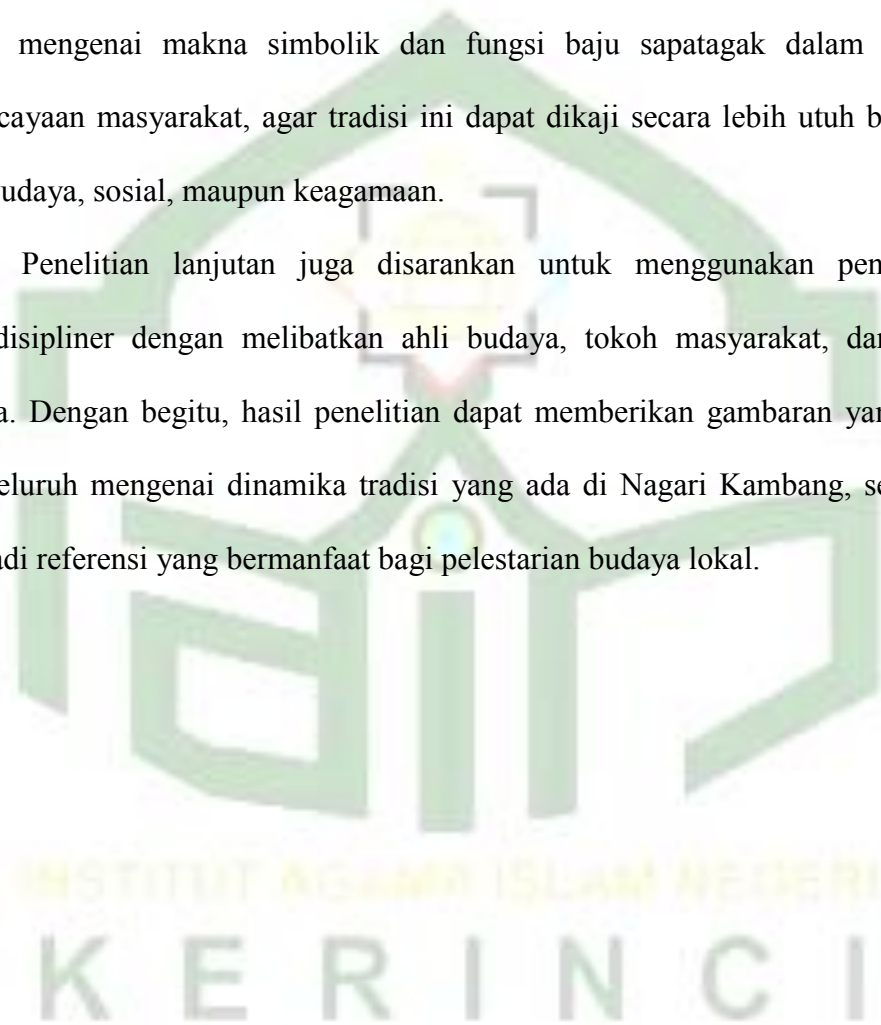 mengenai makna simbolik dan fungsi baju sapatagak dalam
cayaan masyarakat, agar tradisi ini dapat dikaji secara lebih utuh b
udaya, sosial, maupun keagamaan.
Penelitian lanjutan juga disarankan untuk menggunakan pen
disipliner dengan melibatkan ahli budaya, tokoh masyarakat, dan
a. Dengan begitu, hasil penelitian dapat memberikan gambaran yan
eluruh mengenai dinamika tradisi yang ada di Nagari Kambang, se
adi referensi yang bermanfaat bagi pelestarian budaya lokal.
INSTITUT AGAMA ISLAM NEGERI
KERINCI